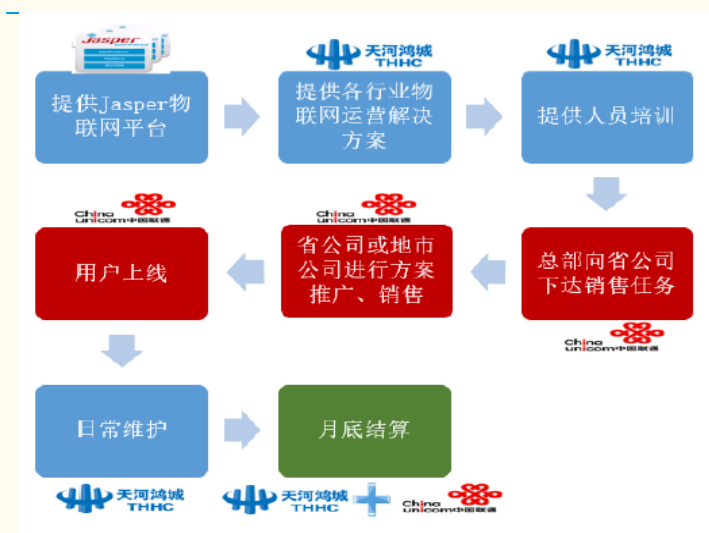 Jasper
天河鸿城
THHC
天河鸿城
THHC
提供Jasper物
联网平台
提供各行业物
联网运营解决
方案
提供人员培训
China
unicom中国联通
China
unicom中国联通
用户上线
省公司或地市
公司进行方案
推广、销售
总部向省公司
下达销售任务
China
unicom中国联通
日常维护
月底结算
天河鸿城
THHC
天河鸿城
THHC
China
unicom中国联通